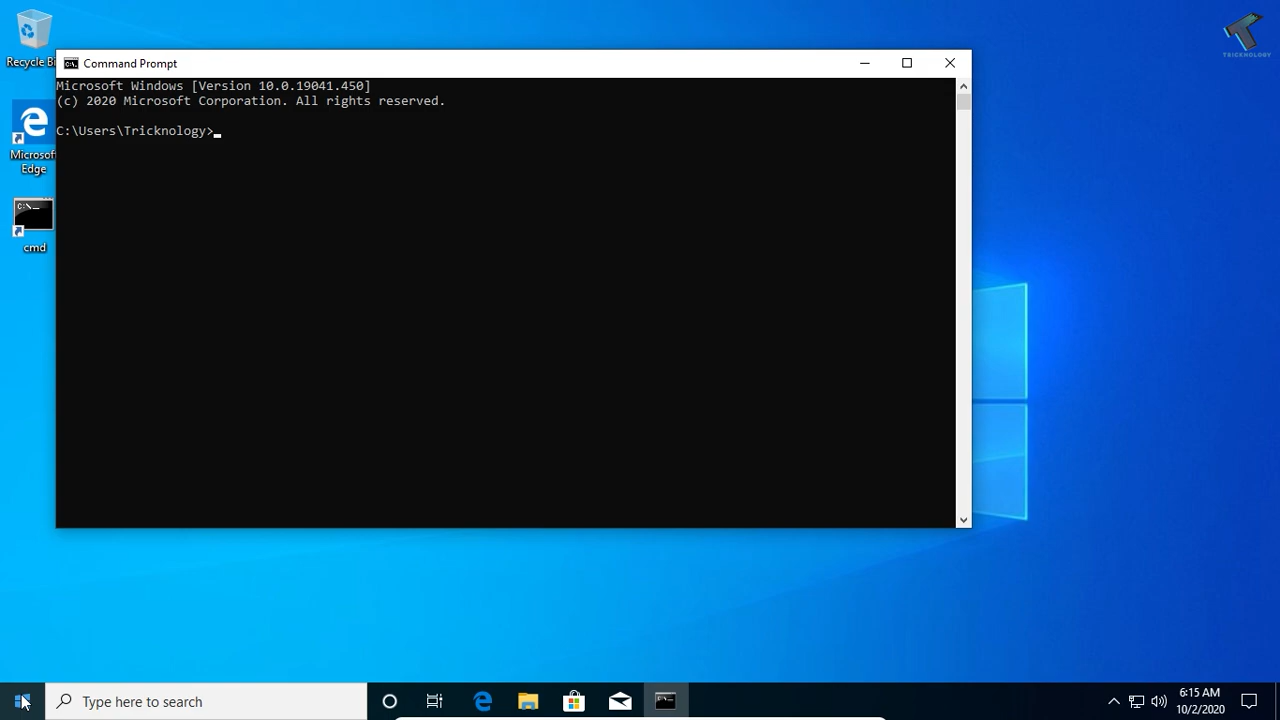 TRICKNOLOGY
Recycle Bi
Command Prompt
Microsoft Windows [Version 10.0.19041.450]
(c) 2020 Microsoft Corporation. All rights reserved.
C:\Users\Tricknology>
Microsof
Edge
C:\.
cmd
Type here to search
6:15 AM
10/2/2020